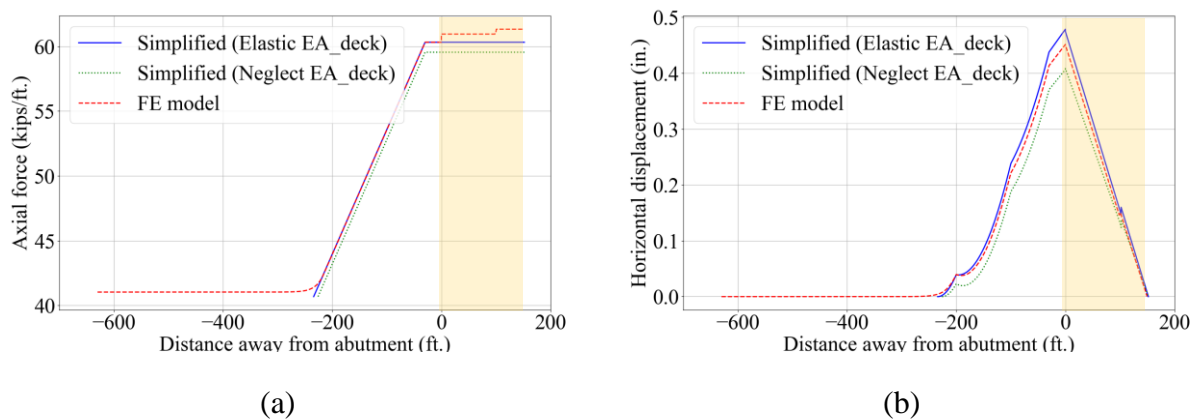 Simplified (Elastic EA_deck)
Simplified (Neglect EA_deck)
FE model
Axial force (kips/ft.)
60
55
50
45
40
−600
−400
−200
0
200
Distance away from abutment (ft.)
(a)
Simplified (Elastic EA_deck)
Simplified (Neglect EA_deck)
FE model
Horizontal displacement (in.)
0.5
0.4
0.3
0.2
0.1
0.0
−600
−400
−200
0
200
Distance away from abutment (ft.)
(b)